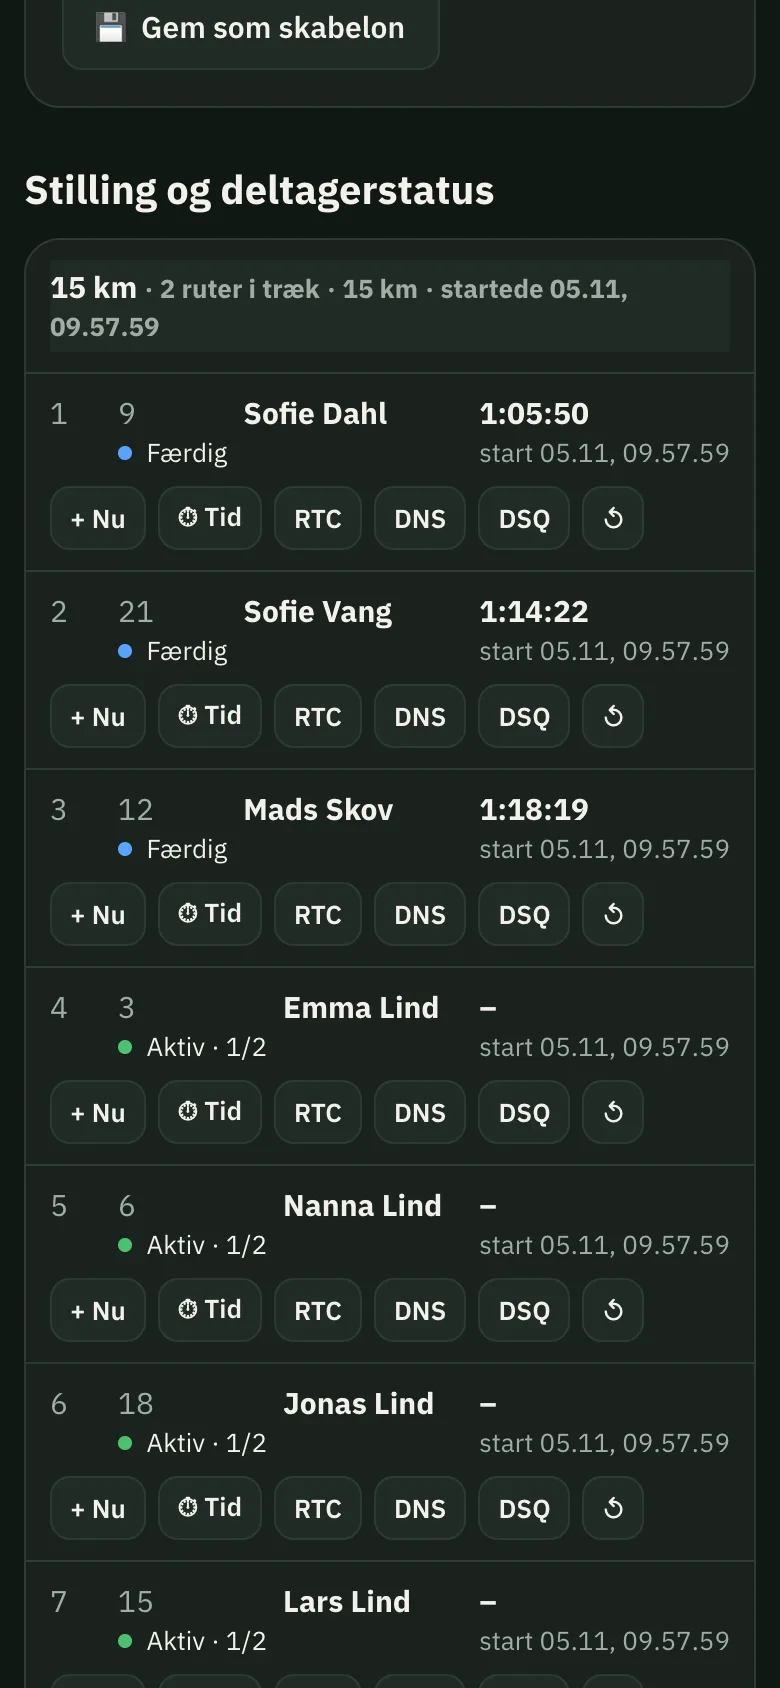 💾 Gem som skabelon
Stilling og deltagerstatus
15 km · 2 ruter i træk · 15 km · startede 05.11,
09.57.59
1 9 Sofie Dahl 1:05:50
Færdig start 05.11, 09.57.59
+ Nu ⏱ Tid RTC DNS DSQ ↺
2 21 Sofie Vang 1:14:22
Færdig start 05.11, 09.57.59
+ Nu ⏱ Tid RTC DNS DSQ ↺
3 12 Mads Skov 1:18:19
Færdig start 05.11, 09.57.59
+ Nu ⏱ Tid RTC DNS DSQ ↺
4 3 Emma Lind –
Aktiv · 1/2 start 05.11, 09.57.59
+ Nu ⏱ Tid RTC DNS DSQ ↺
5 6 Nanna Lind –
Aktiv · 1/2 start 05.11, 09.57.59
+ Nu ⏱ Tid RTC DNS DSQ ↺
6 18 Jonas Lind –
Aktiv · 1/2 start 05.11, 09.57.59
+ Nu ⏱ Tid RTC DNS DSQ ↺
7 15 Lars Lind –
Aktiv · 1/2 start 05.11, 09.57.59